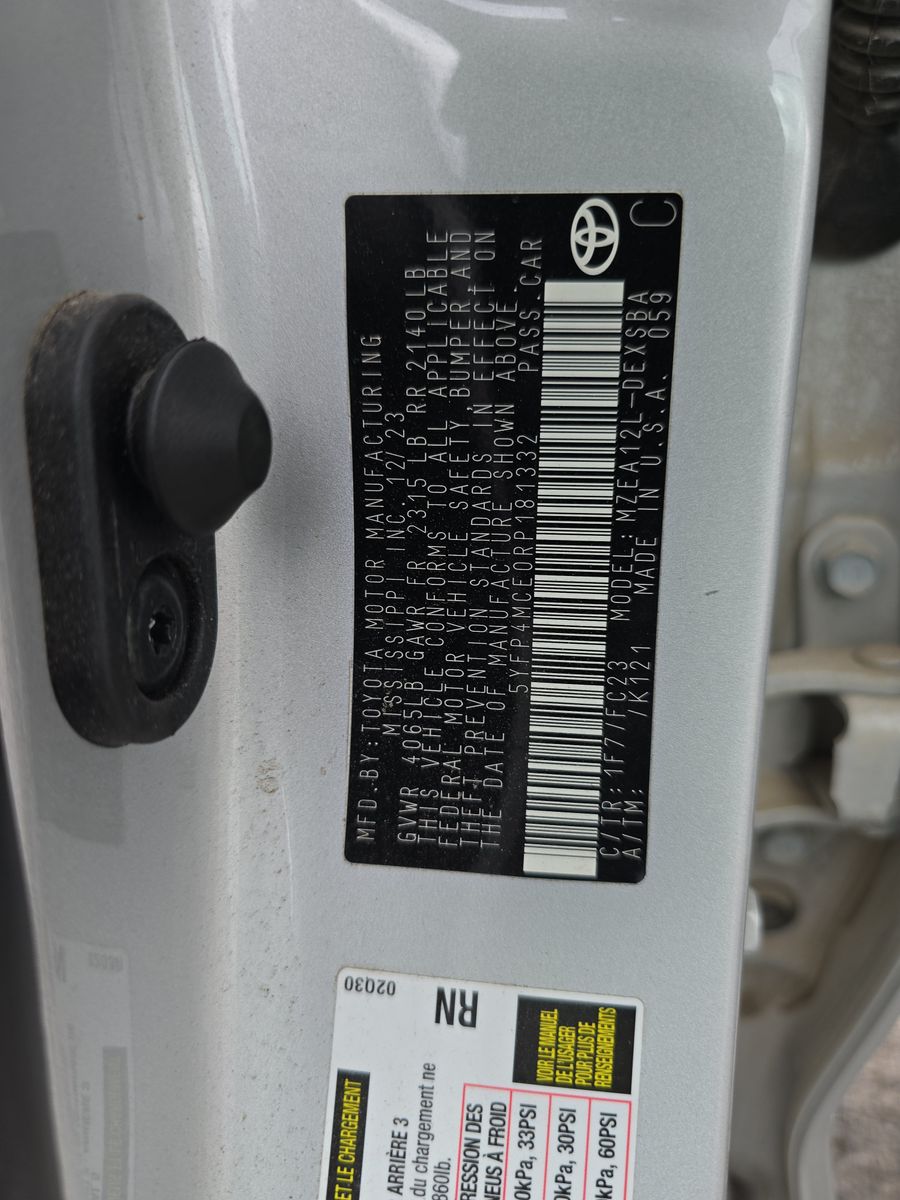 MFD. BY: TOYOTA MOTOR MANUFACTURING
MISSISSIPPI INC. 12/23
GVWR 4065LB GAWR FR 2315 LB RR 2140LB
THIS VEHICLE CONFORMS TO ALL APPLICABLE
FEDERAL MOTOR VEHICLE SAFETY, BUMPER AND
THEFT PREVENTION STANDARDS IN EFFECT ON
THE DATE OF MANUFACTURE SHOWN ABOVE.
5YFP4MCE0RP181332 PASS. CAR
C/TR: 1F7/FC23 MODEL: MZEA12L-DEXSBA
A/TM: /K121 MADE IN U.S.A. 059
C
02Q30
RN
ET LE CHARGEMENT
ARRIÈRE 3
du chargement ne
860lb.
RESSION DES
NEUS À FROID
VOIR LE MANUEL
DE L'USAGER
POUR PLUS DE
RENSEIGNEMENTS
0kPa, 33PSI
0kPa, 30PSI
kPa, 60PSI